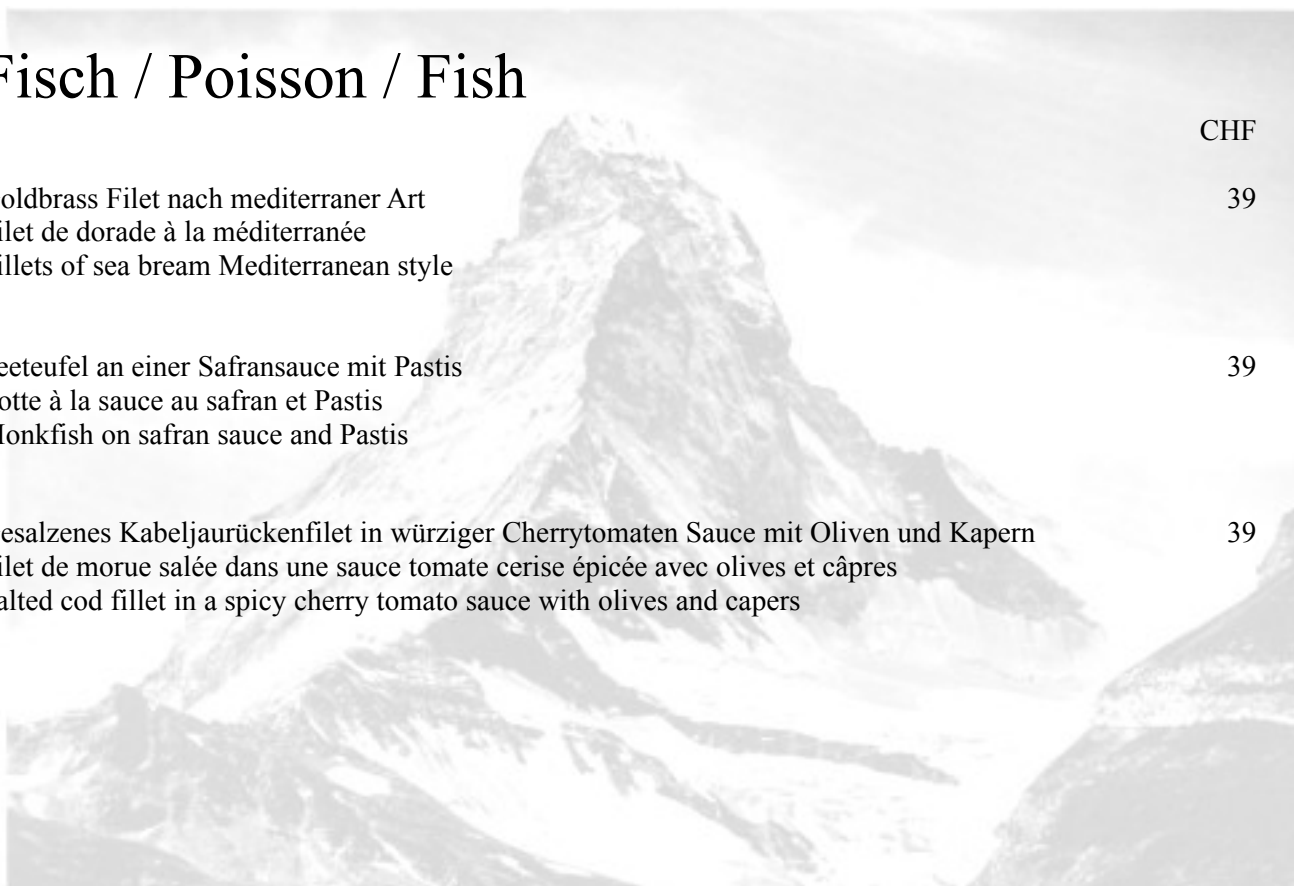 Fisch / Poisson / Fish
CHF
oldbrass Filet nach mediterraner Art 39
ilet de dorade à la méditerranée
illets of sea bream Mediterranean style
eeteufel an einer Safransauce mit Pastis 39
otte à la sauce au safran et Pastis
onkfish on safran sauce and Pastis
esalzenes Kabeljaurückenfilet in würziger Cherrytomaten Sauce mit Oliven und Kapern 39
ilet de morue salée dans une sauce tomate cerise épicée avec olives et câpres
alted cod fillet in a spicy cherry tomato sauce with olives and capers